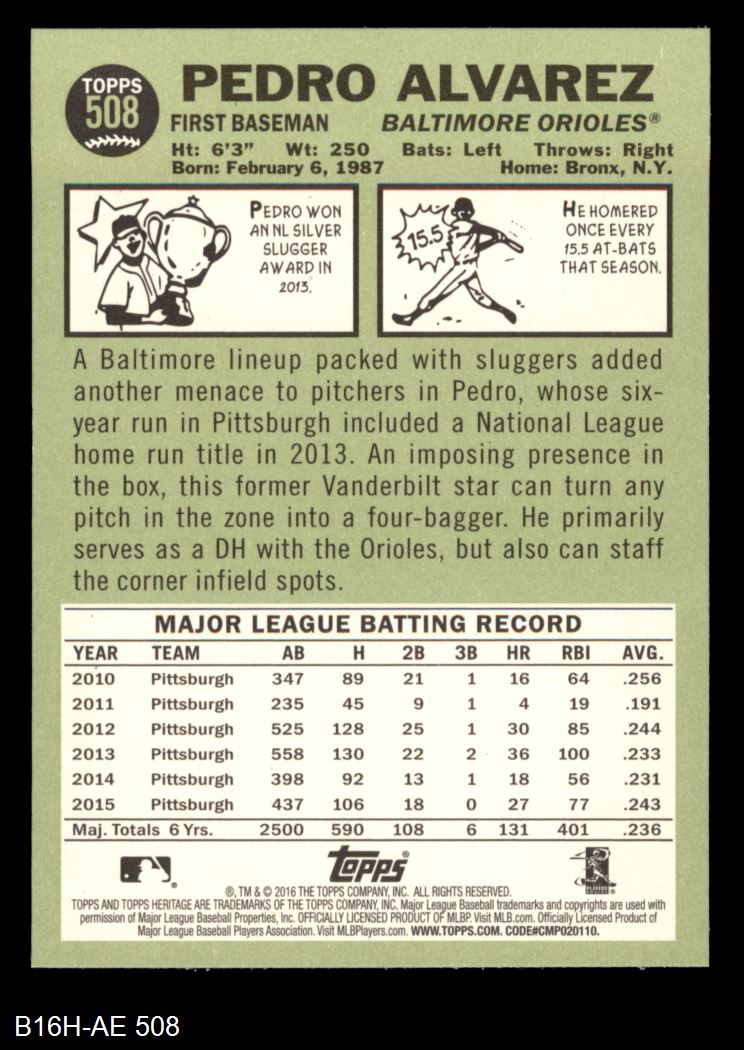 TOPPS
508
PEDRO ALVAREZ
FIRST BASEMAN BALTIMORE ORIOLES®
Ht: 6'3" Wt: 250 Bats: Left Throws: Right
Born: February 6, 1987 Home: Bronx, N.Y.
PEDRO WON
AN NL SILVER
SLUGGER
AWARD IN
2013.
15.5
HE HOMERED
ONCE EVERY
15.5 AT-BATS
THAT SEASON.
A Baltimore lineup packed with sluggers added
another menace to pitchers in Pedro, whose six-
year run in Pittsburgh included a National League
home run title in 2013. An imposing presence in
the box, this former Vanderbilt star can turn any
pitch in the zone into a four-bagger. He primarily
serves as a DH with the Orioles, but also can staff
the corner infield spots.
MAJOR LEAGUE BATTING RECORD
YEAR TEAM AB H 2B 3B HR RBI AVG.
2010 Pittsburgh 347 89 21 1 16 64 .256
2011 Pittsburgh 235 45 9 1 4 19 .191
2012 Pittsburgh 525 128 25 1 30 85 .244
2013 Pittsburgh 558 130 22 2 36 100 .233
2014 Pittsburgh 398 92 13 1 18 56 .231
2015 Pittsburgh 437 106 18 0 27 77 .243
Maj. Totals 6 Yrs. 2500 590 108 6 131 401 .236
Topps®
®, TM & © 2016 THE TOPPS COMPANY, INC. ALL RIGHTS RESERVED.
TOPPS AND TOPPS HERITAGE ARE TRADEMARKS OF THE TOPPS COMPANY, INC. Major League Baseball trademarks and copyrights are used with
permission of Major League Baseball Properties, Inc. OFFICIALLY LICENSED PRODUCT OF MLBP. Visit MLB.com. Officially Licensed Product of
Major League Baseball Players Association. Visit MLBPlayers.com. WWW.TOPPS.COM. CODE#CMP020110.
B16H-AE 508